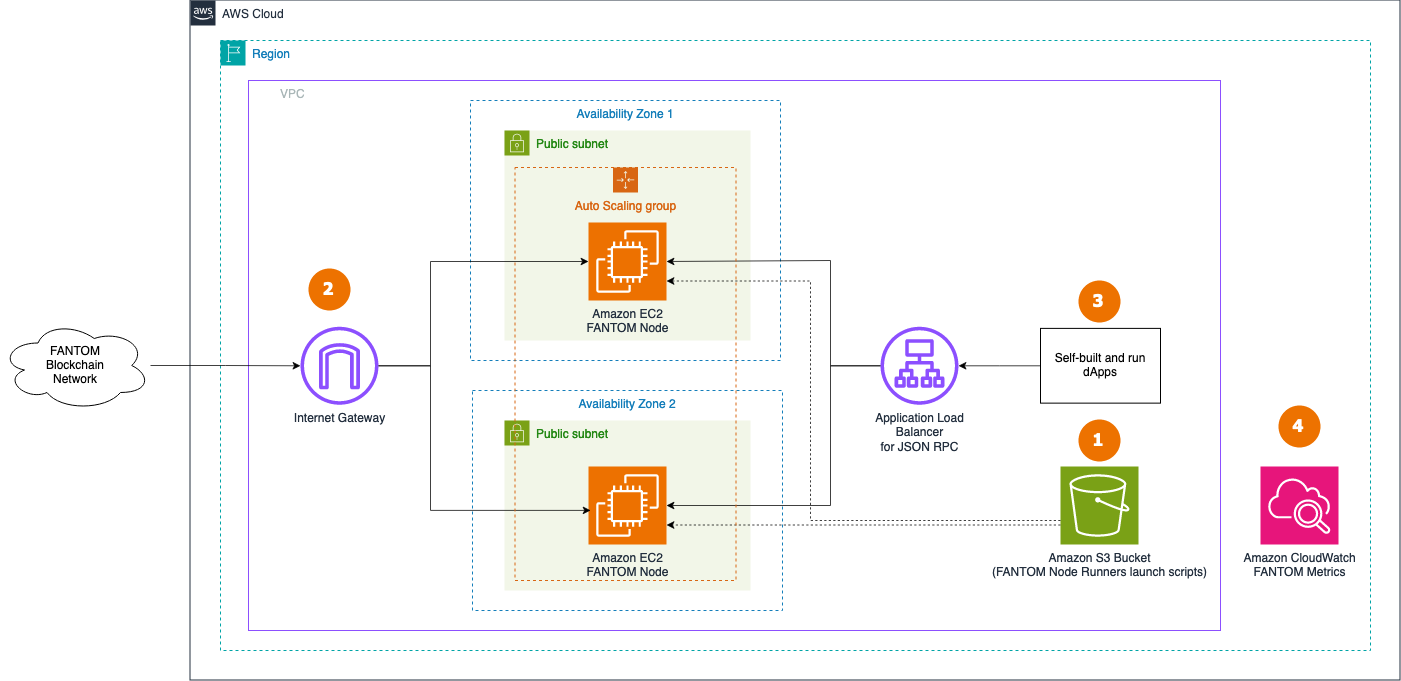 aws
AWS Cloud
Region
VPC
Availability Zone 1
Public subnet
Auto Scaling group
Amazon EC2
FANTOM Node
2
FANTOM
Blockchain
Network
Internet Gateway
Availability Zone 2
Public subnet
Amazon EC2
FANTOM Node
Application Load
Balancer
for JSON RPC
3
Self-built and run
dApps
1
Amazon S3 Bucket
(FANTOM Node Runners launch scripts)
4
Amazon CloudWatch
FANTOM Metrics